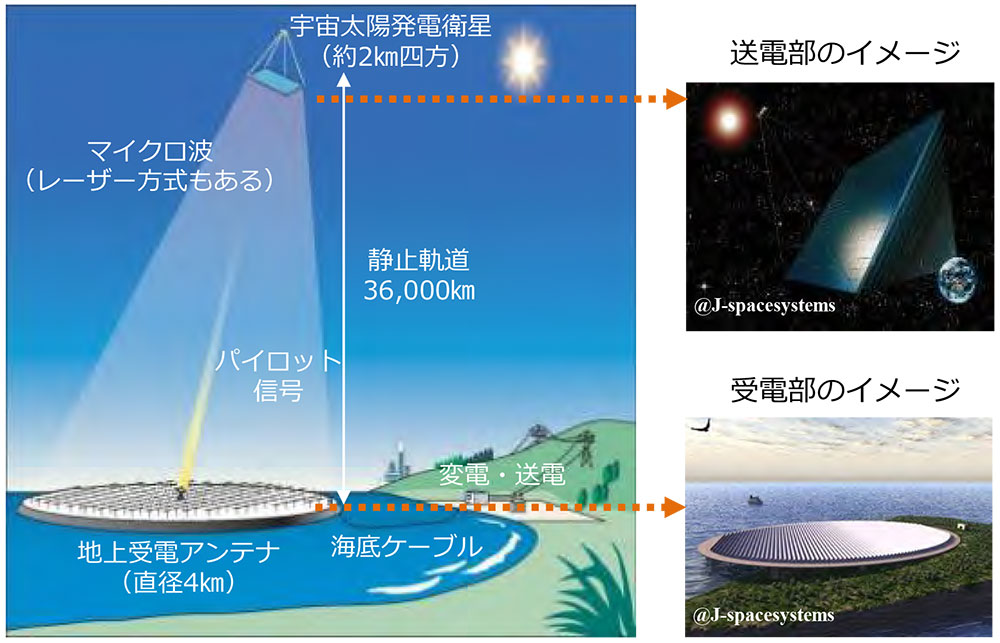 宇宙太陽発電衛星
（約2㎞四方）
マイクロ波
（レーザー方式もある）
静止軌道
36,000㎞
パイロット
信号
変電・送電
地上受電アンテナ
（直径4㎞）
海底ケーブル
送電部のイメージ
@J-spacesystems
受電部のイメージ
@J-spacesystems